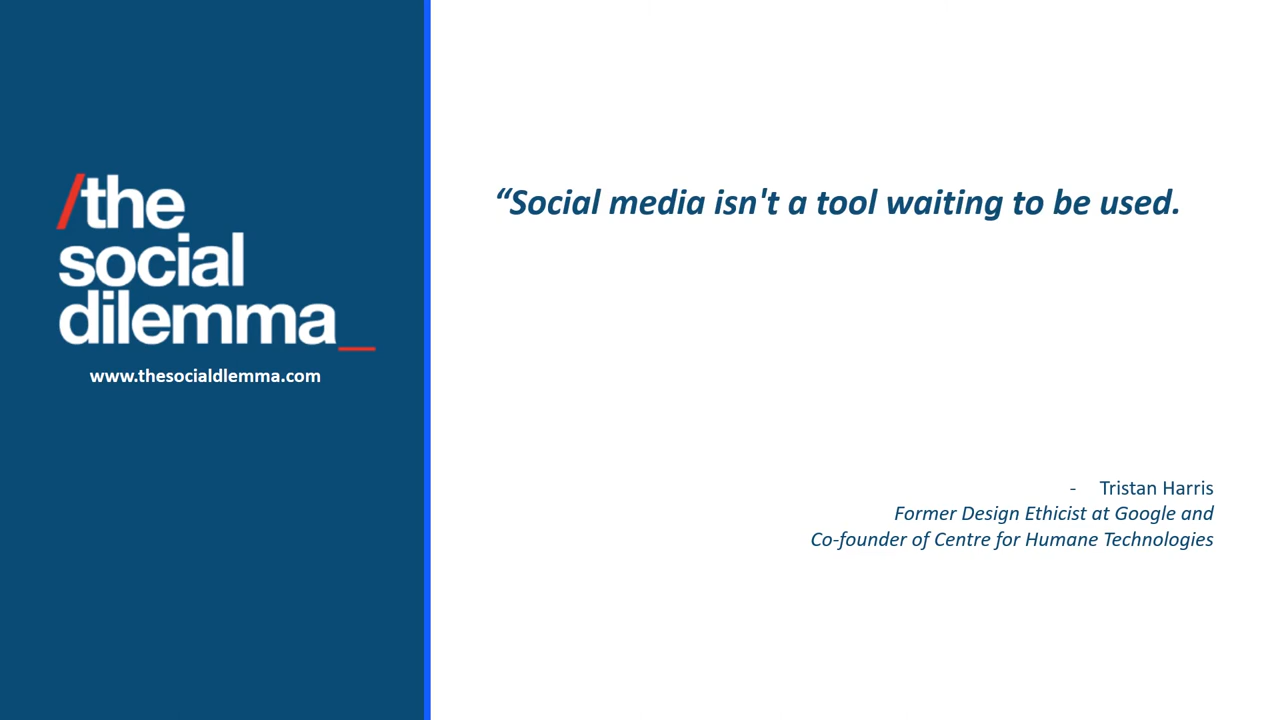 /the
social
dilemma_
www.thesocialdlemma.com
“Social media isn't a tool waiting to be used.
- Tristan Harris
Former Design Ethicist at Google and
Co-founder of Centre for Humane Technologies